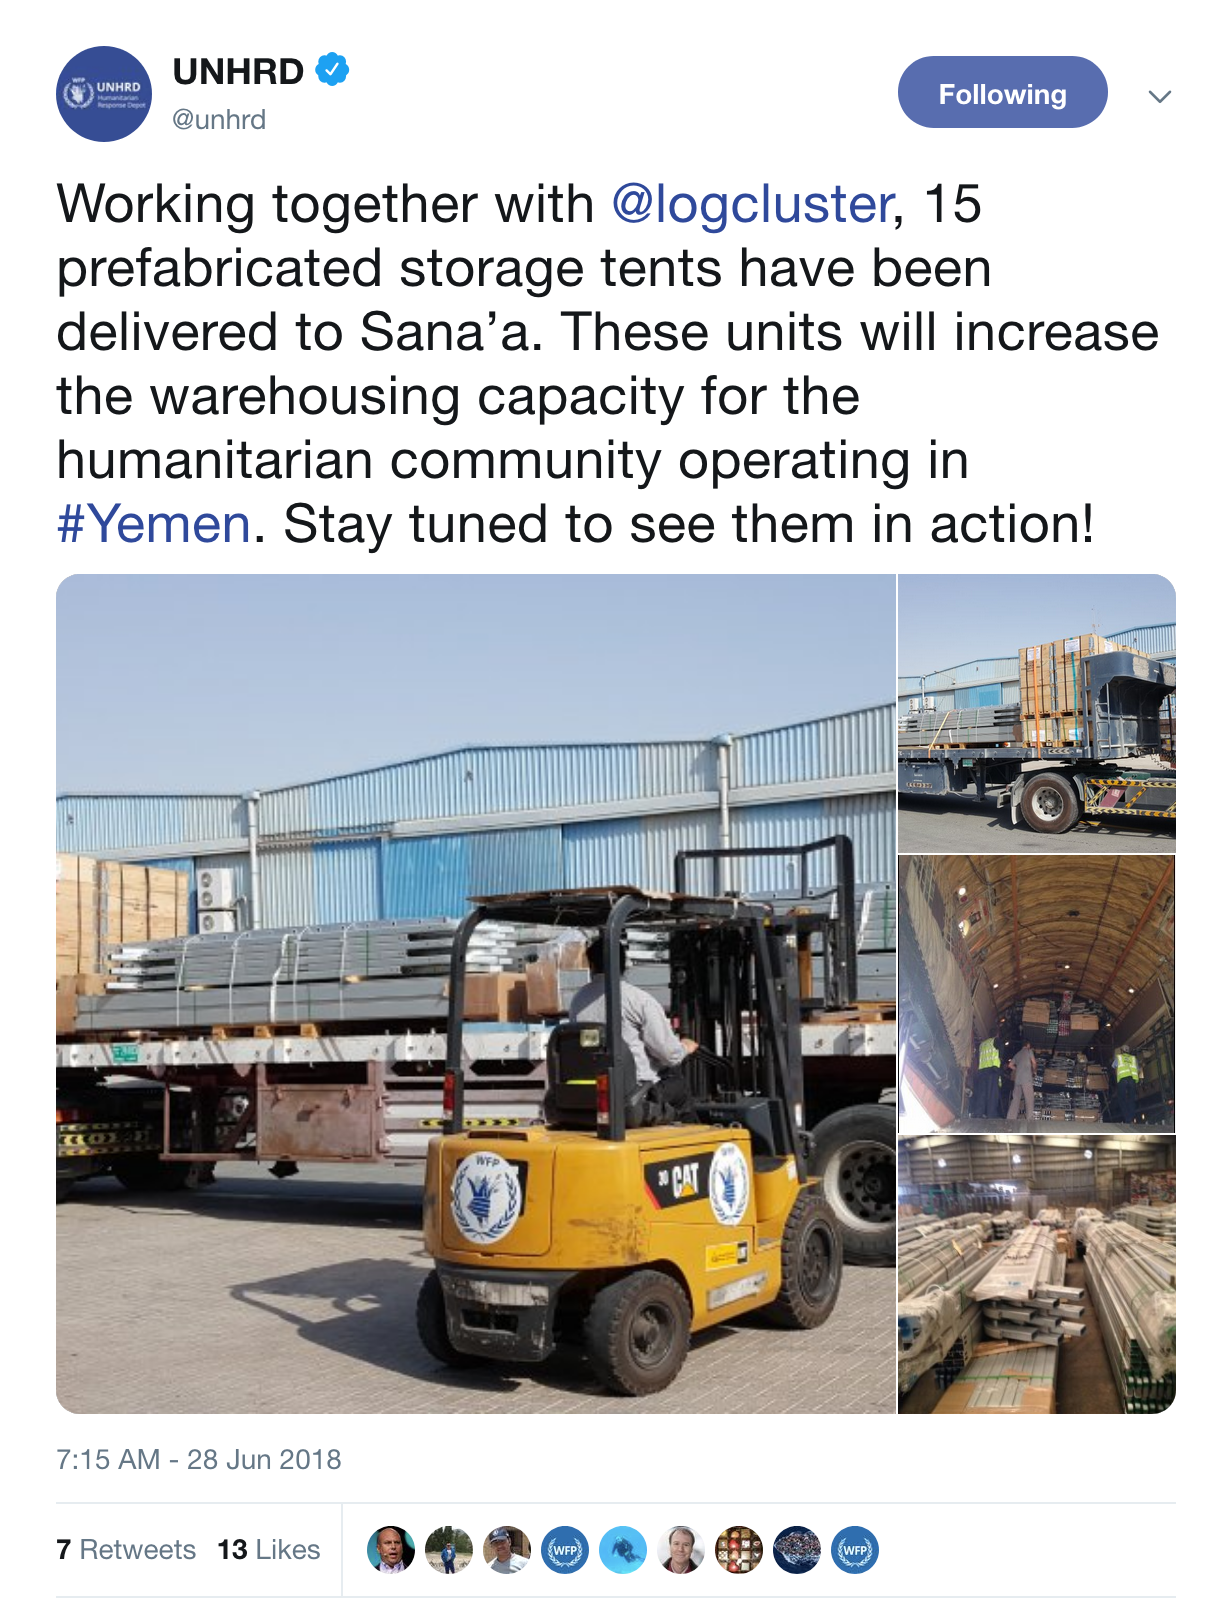 WFP
UNHRD
Humanitarian
Response Depot
UNHRD
@unhrd
Following
Working together with @logcluster, 15
prefabricated storage tents have been
delivered to Sana’a. These units will increase
the warehousing capacity for the
humanitarian community operating in
#Yemen. Stay tuned to see them in action!
WFP
30 CAT
7:15 AM - 28 Jun 2018
7 Retweets 13 Likes
WFP
WFP